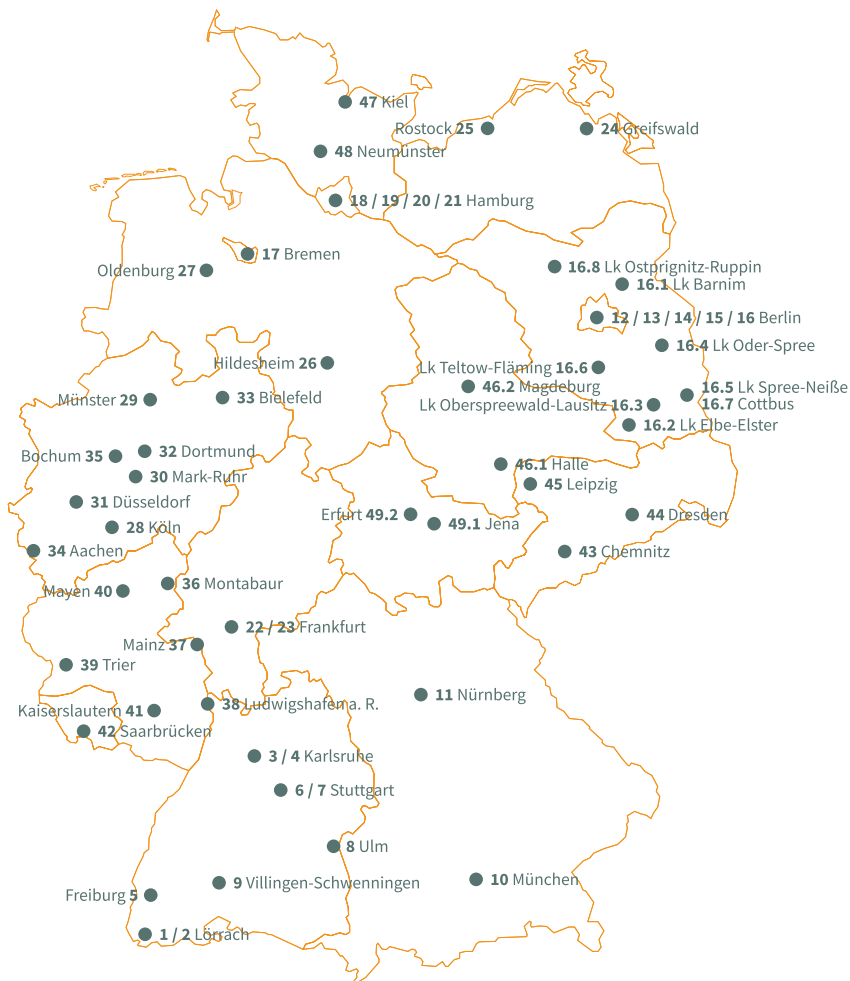 47 Kiel
Rostock 25
24 Greifswald
48 Neumünster
18 / 19 / 20 / 21 Hamburg
17 Bremen
Oldenburg 27
16.8 Lk Ostprignitz-Ruppin
16.1 Lk Barnim
12 / 13 / 14 / 15 / 16 Berlin
16.4 Lk Oder-Spree
Hildesheim 26
Lk Teltow-Fläming 16.6
46.2 Magdeburg
16.5 Lk Spree-Neiße
Münster 29
33 Bielefeld
Lk Oberspreewald-Lausitz 16.3
16.7 Cottbus
16.2 Lk Elbe-Elster
Bochum 35
32 Dortmund
46.1 Halle
30 Mark-Ruhr
45 Leipzig
31 Düsseldorf
Erfurt 49.2
49.1 Jena
44 Dresden
28 Köln
34 Aachen
43 Chemnitz
Mayen 40
36 Montabaur
22 / 23 Frankfurt
Mainz 37
39 Trier
11 Nürnberg
Kaiserslautern 41
38 Ludwigshafen a. R.
42 Saarbrücken
3 / 4 Karlsruhe
6 / 7 Stuttgart
8 Ulm
9 Villingen-Schwenningen
10 München
Freiburg 5
1 / 2 Lörrach